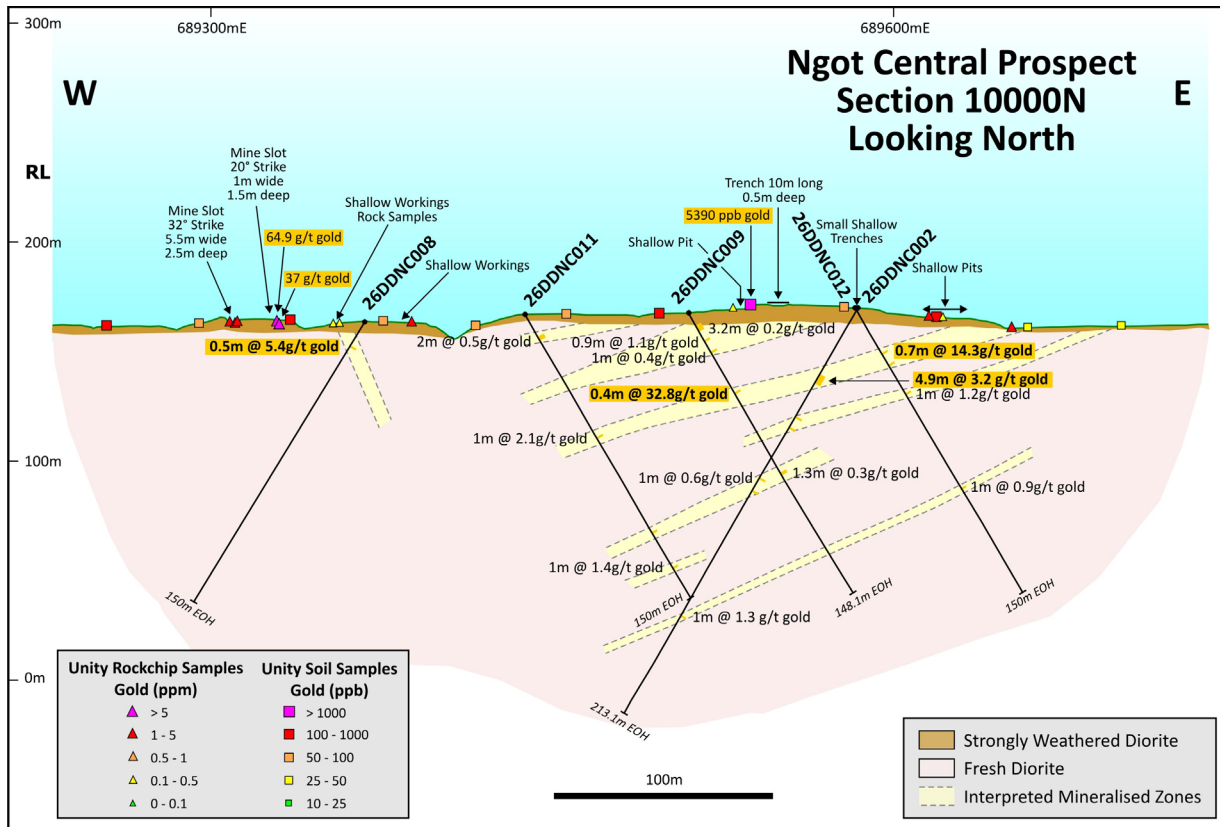 300m
689300mE
689600mE
Ngot Central Prospect
Section 10000N
Looking North
W
E
RL
Mine Slot
20° Strike
1m wide
1.5m deep
Mine Slot
32° Strike
5.5m wide
2.5m deep
64.9 g/t gold
37 g/t gold
Shallow Workings
Rock Samples
26DDNC008
Shallow Workings
26DDNC011
Shallow Pit
26DDNC009
5390 ppb gold
Trench 10m long
0.5m deep
26DDNC012
Small Shallow
Trenches
26DDNC002
Shallow Pits
200m
0.5m @ 5.4g/t gold
2m @ 0.5g/t gold
0.9m @ 1.1g/t gold
3.2m @ 0.2g/t gold
1m @ 0.4g/t gold
0.7m @ 14.3g/t gold
4.9m @ 3.2 g/t gold
0.4m @ 32.8g/t gold
1m @ 1.2g/t gold
1m @ 2.1g/t gold
100m
1m @ 0.6g/t gold
1.3m @ 0.3g/t gold
1m @ 0.9g/t gold
1m @ 1.4g/t gold
1m @ 1.3 g/t gold
150m EOH
150m EOH
148.1m EOH
150m EOH
213.1m EOH
0m
Unity Rockchip Samples
Gold (ppm)
> 5
1 - 5
0.5 - 1
0.1 - 0.5
0 - 0.1
Unity Soil Samples
Gold (ppb)
> 1000
100 - 1000
50 - 100
25 - 50
10 - 25
100m
Strongly Weathered Diorite
Fresh Diorite
Interpreted Mineralised Zones